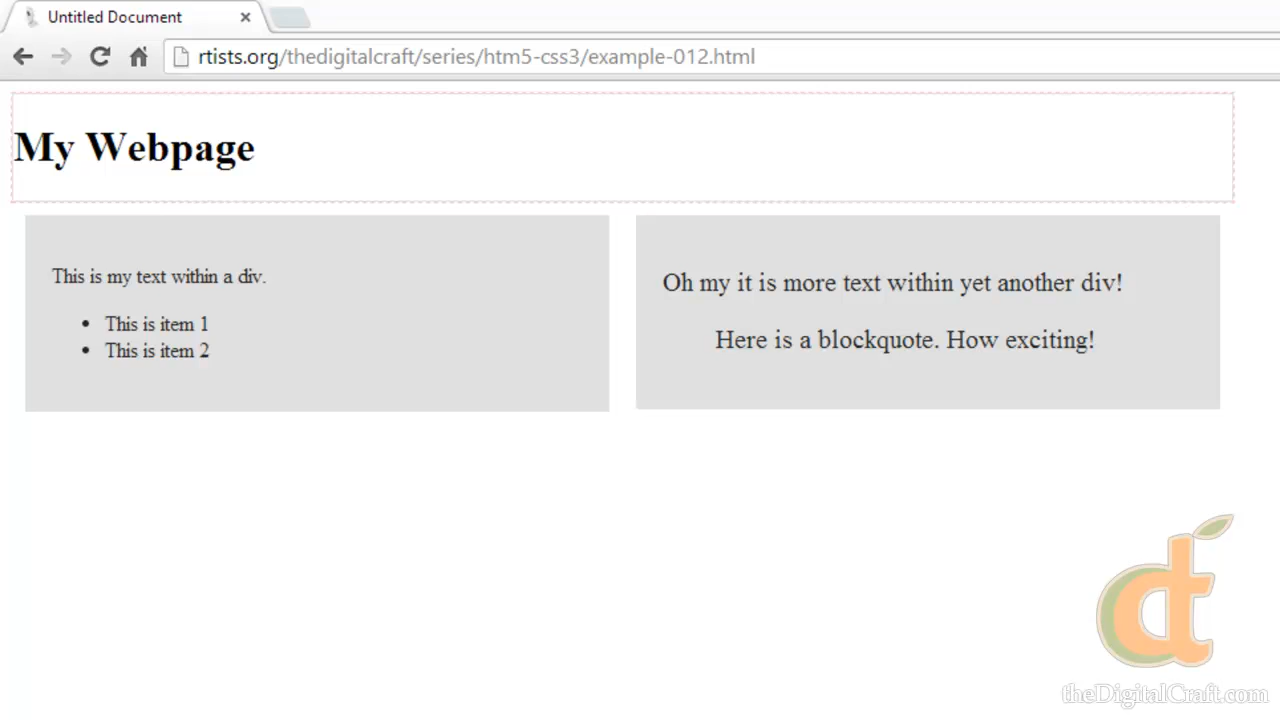 Untitled Document
rtists.org/thedigitalcraft/series/htm5-css3/example-012.html
My Webpage
This is my text within a div.
This is item 1
This is item 2
Oh my it is more text within yet another div!
Here is a blockquote. How exciting!
dt
theDigitalCraft.com